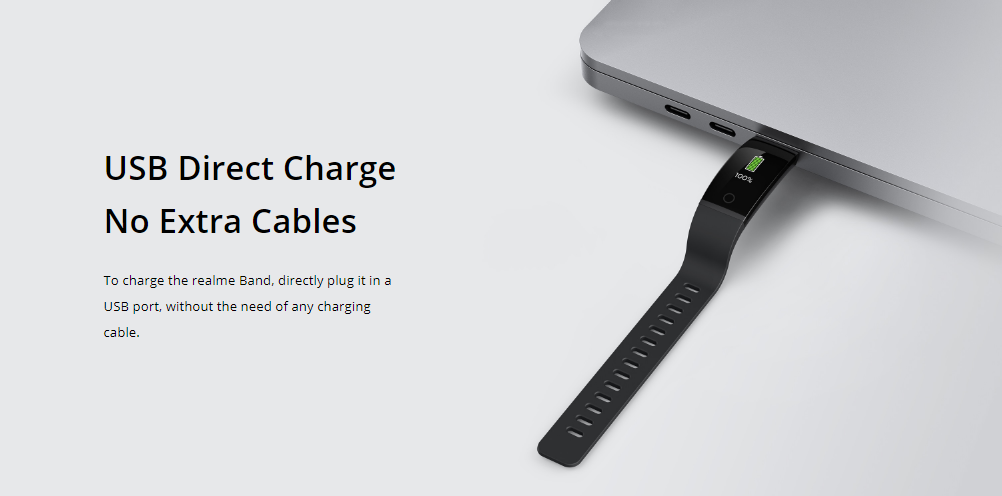 USB Direct Charge
No Extra Cables
To charge the realme Band, directly plug it in a
USB port, without the need of any charging
cable.
100%